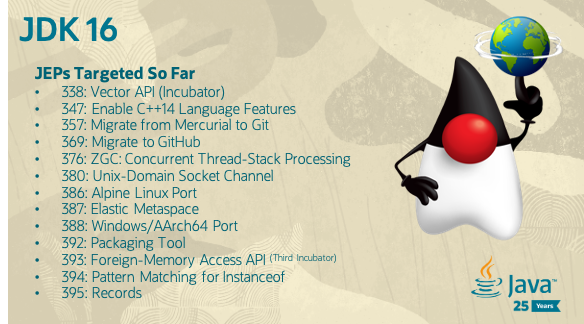 JDK 16
JEPs Targeted So Far
• 338: Vector API (Incubator)
• 347: Enable C++14 Language Features
• 357: Migrate from Mercurial to Git
• 369: Migrate to GitHub
• 376: ZGC: Concurrent Thread-Stack Processing
• 380: Unix-Domain Socket Channel
• 386: Alpine Linux Port
• 387: Elastic Metaspace
• 388: Windows/AArch64 Port
• 392: Packaging Tool
• 393: Foreign-Memory Access API (Third Incubator)
• 394: Pattern Matching for Instanceof
• 395: Records
Java™
25 Years